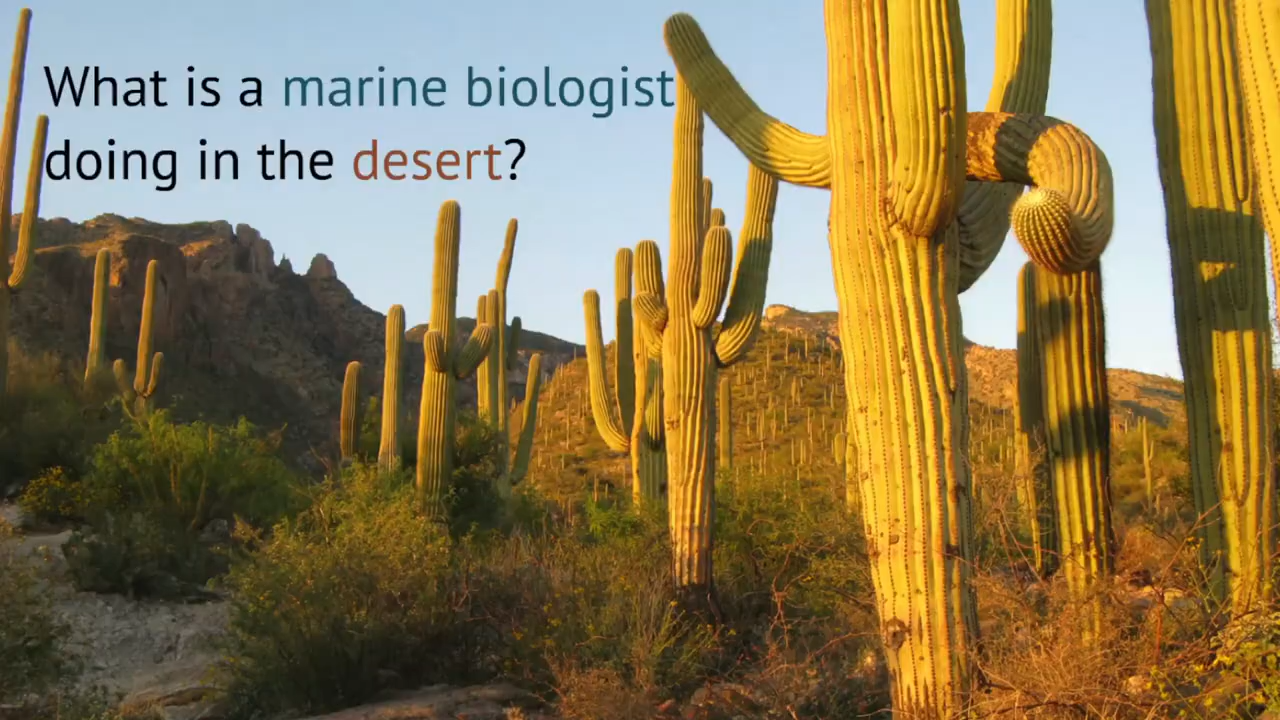 What is a marine biologist
doing in the desert?